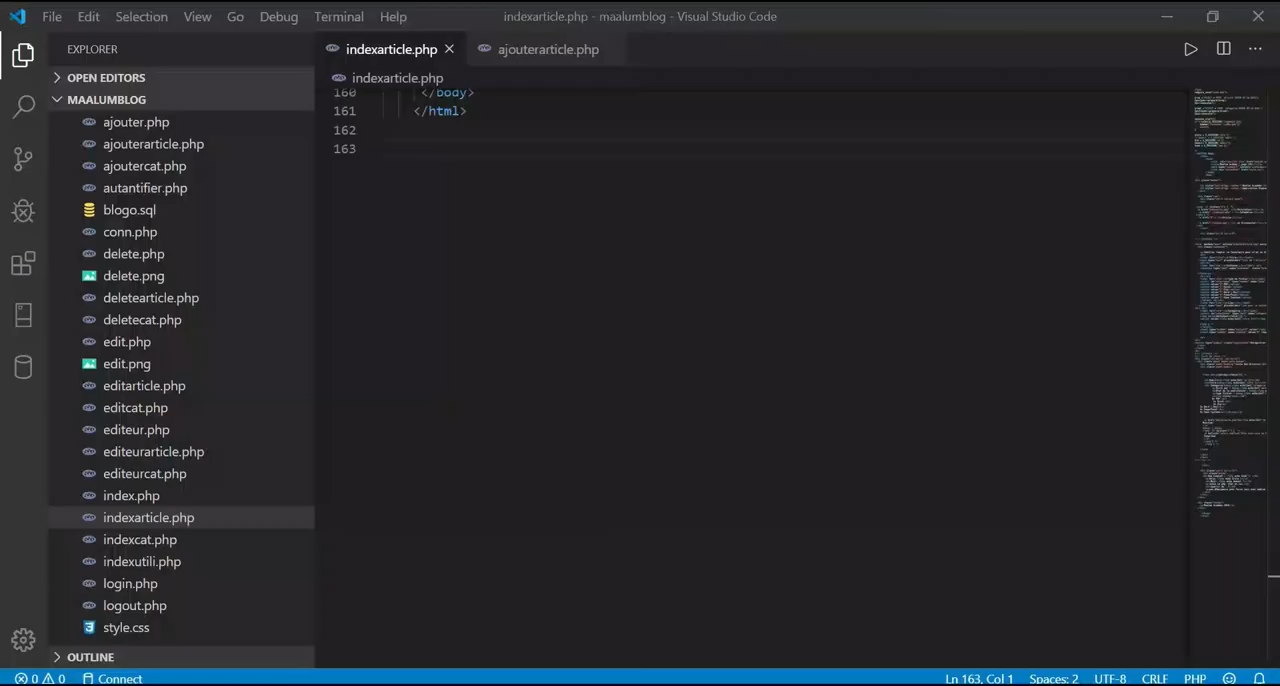 File Edit Selection View Go Debug Terminal Help
indexarticle.php - maalumblog - Visual Studio Code
EXPLORER
indexarticle.php
ajouterarticle.php
OPEN EDITORS
indexarticle.php
MAALUMBLOG
160 </body>
161 </html>
162
163
ajouter.php
ajouterarticle.php
ajoutercat.php
autantifier.php
blogo.sql
conn.php
delete.php
delete.png
deletearticle.php
deletecat.php
edit.php
edit.png
editarticle.php
editcat.php
editeur.php
editeurarticle.php
editeurcat.php
index.php
indexarticle.php
indexcat.php
indexutili.php
login.php
logout.php
style.css
OUTLINE
0 0 Connect
Ln 163, Col 1 Spaces: 2 UTF-8 CRLF PHP